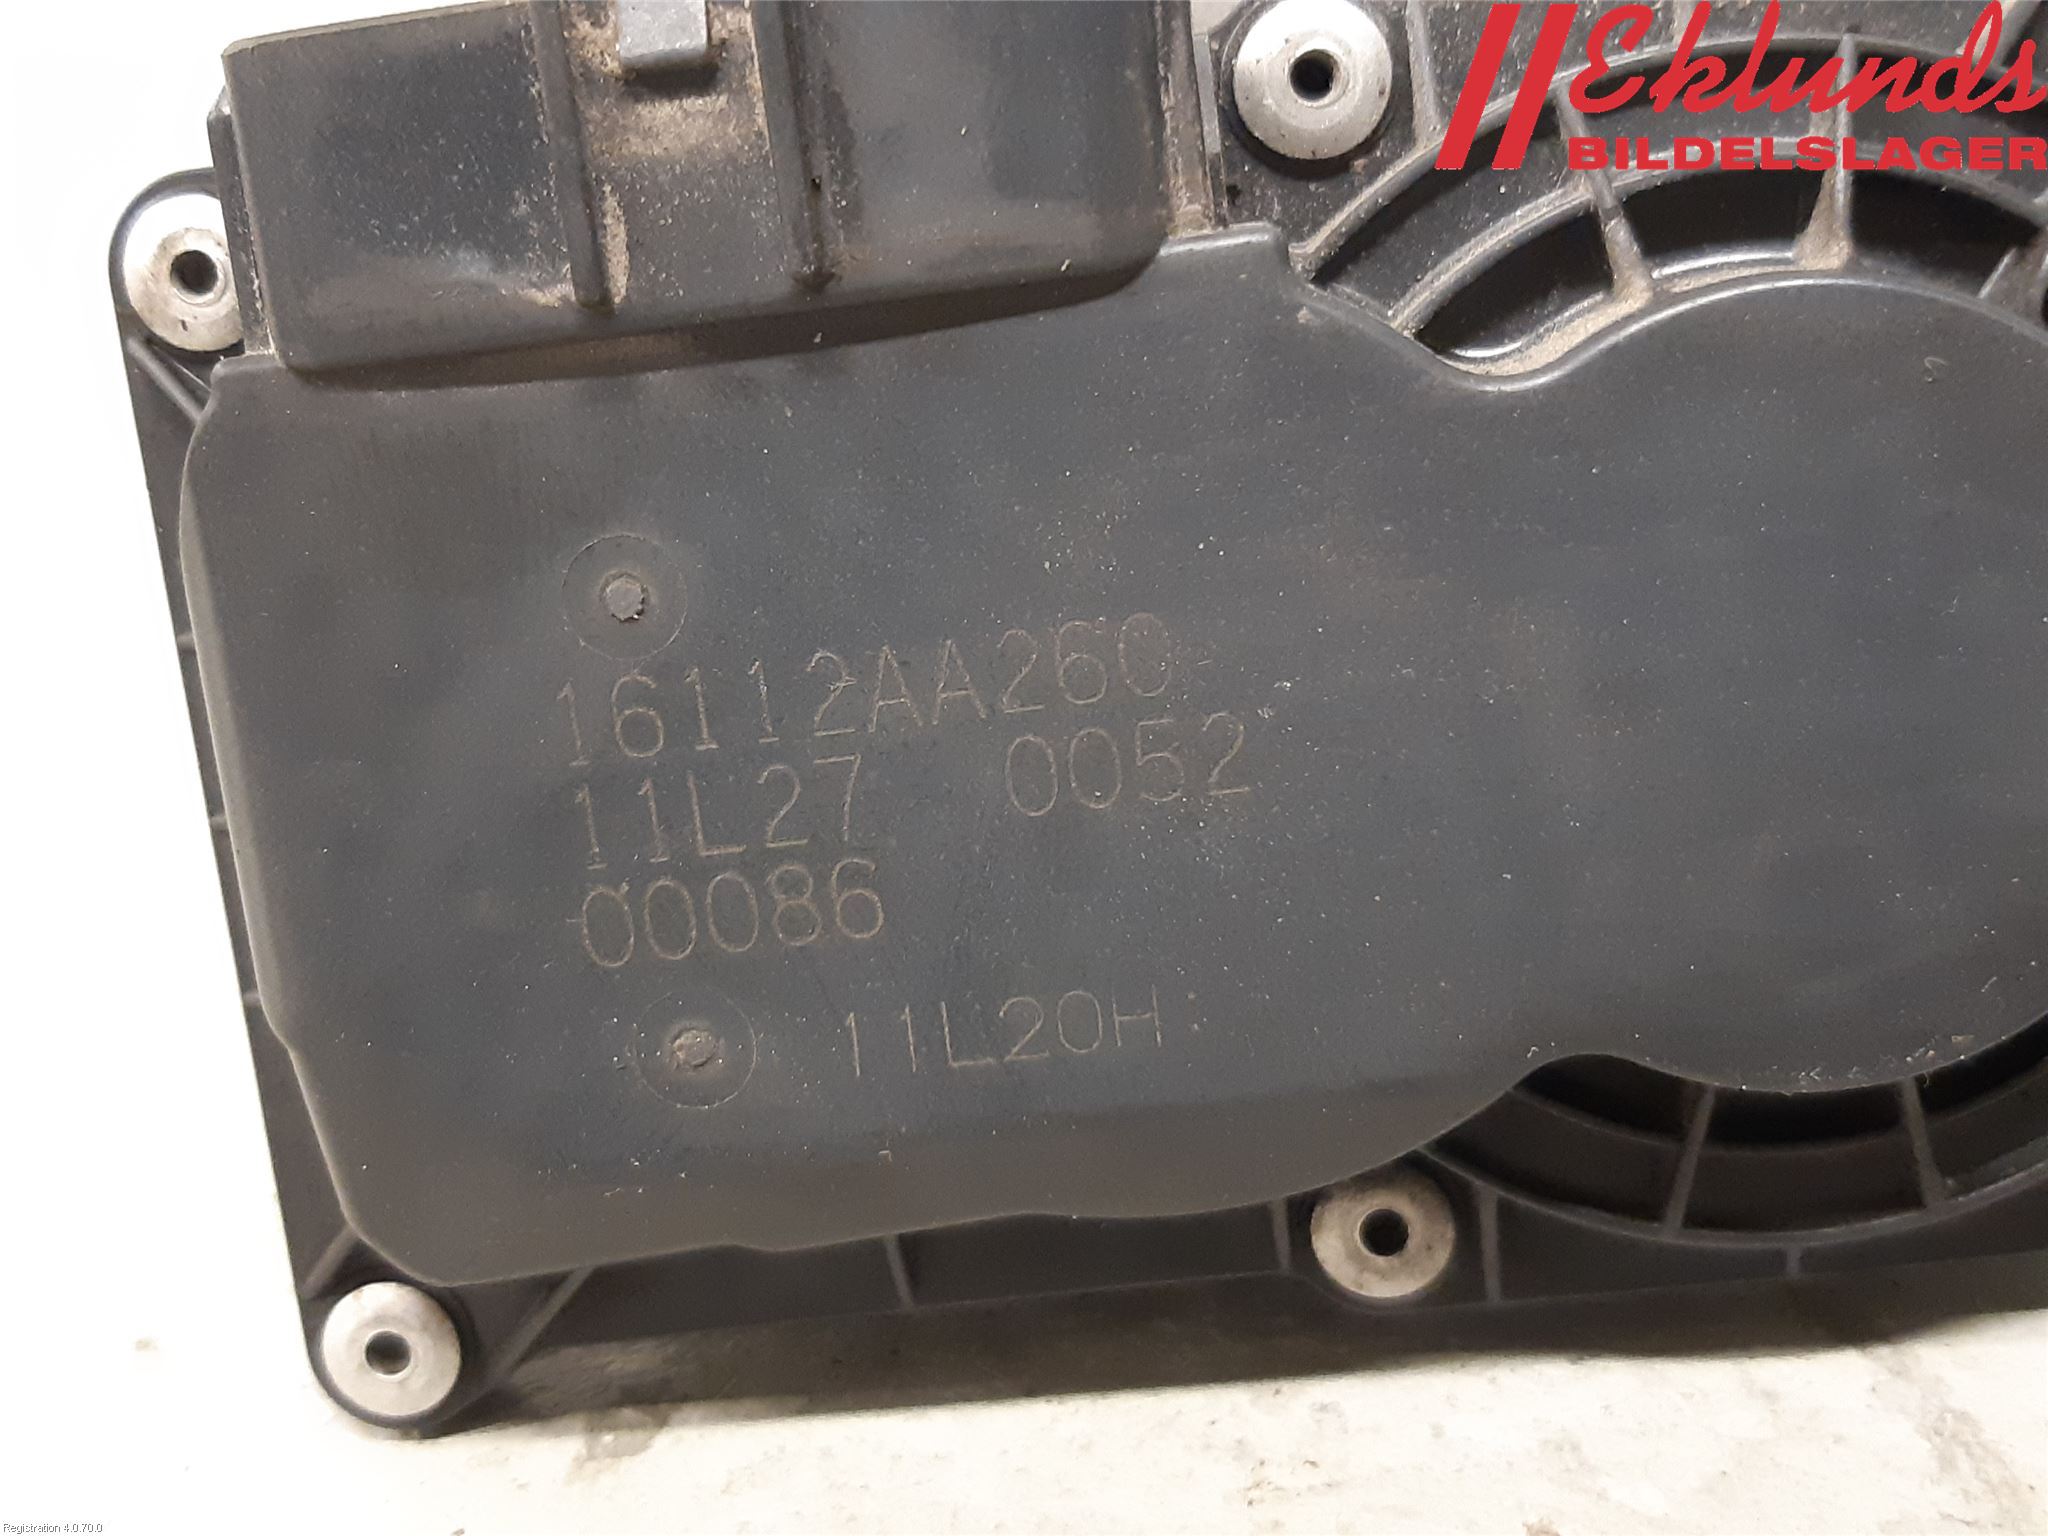 Eklunds
BILDELSLAGER
16112AA260
11L27 0052
00086
11L20H
Registration 4.0.70.0